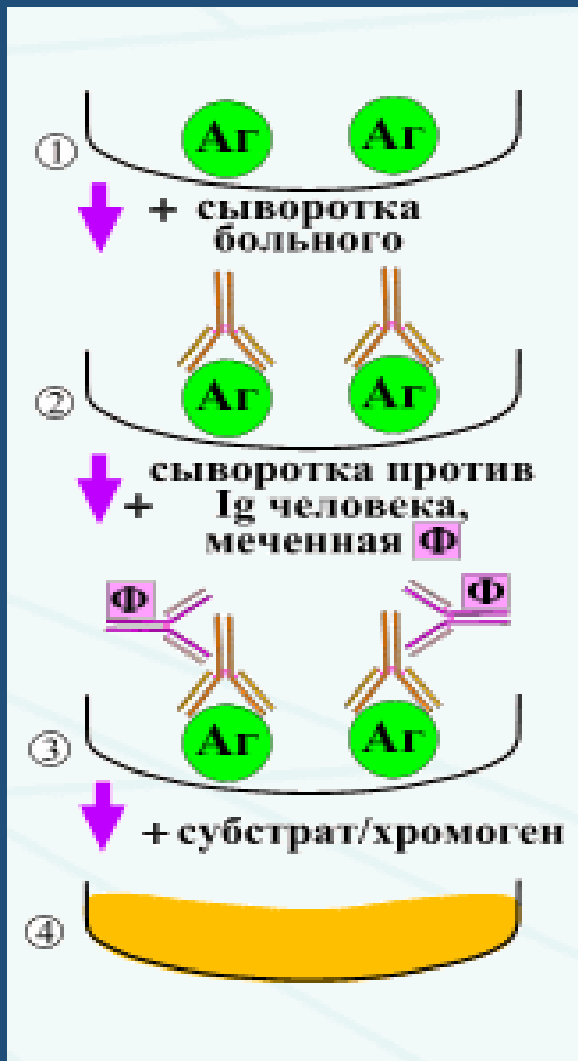 Аг Аг
①
+ сыворотка
больного
Аг Аг
②
сыворотка против
+ Ig человека,
меченная Ф
Ф Ф
Аг Аг
③
+ субстрат/хромоген
④